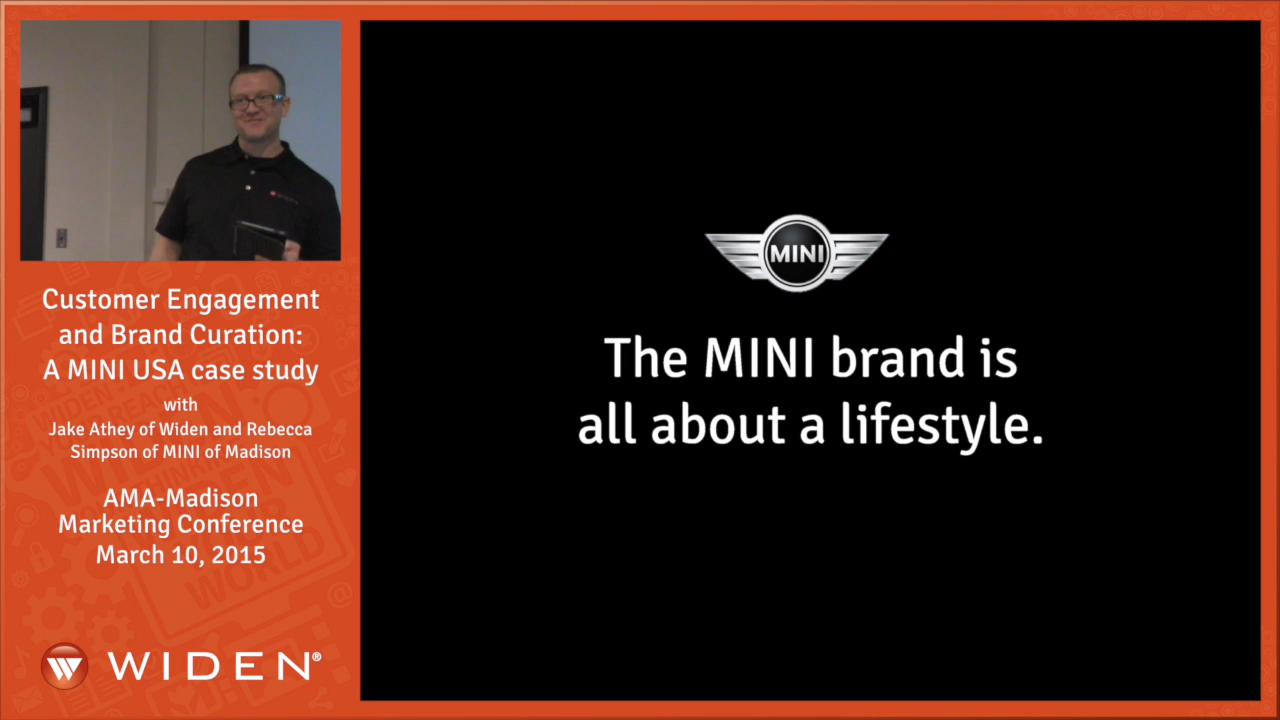 Customer Engagement
and Brand Curation:
A MINI USA case study
with
Jake Athey of Widen and Rebecca
Simpson of MINI of Madison
AMA-Madison
Marketing Conference
March 10, 2015
WIDEN®
MINI
The MINI brand is
all about a lifestyle.